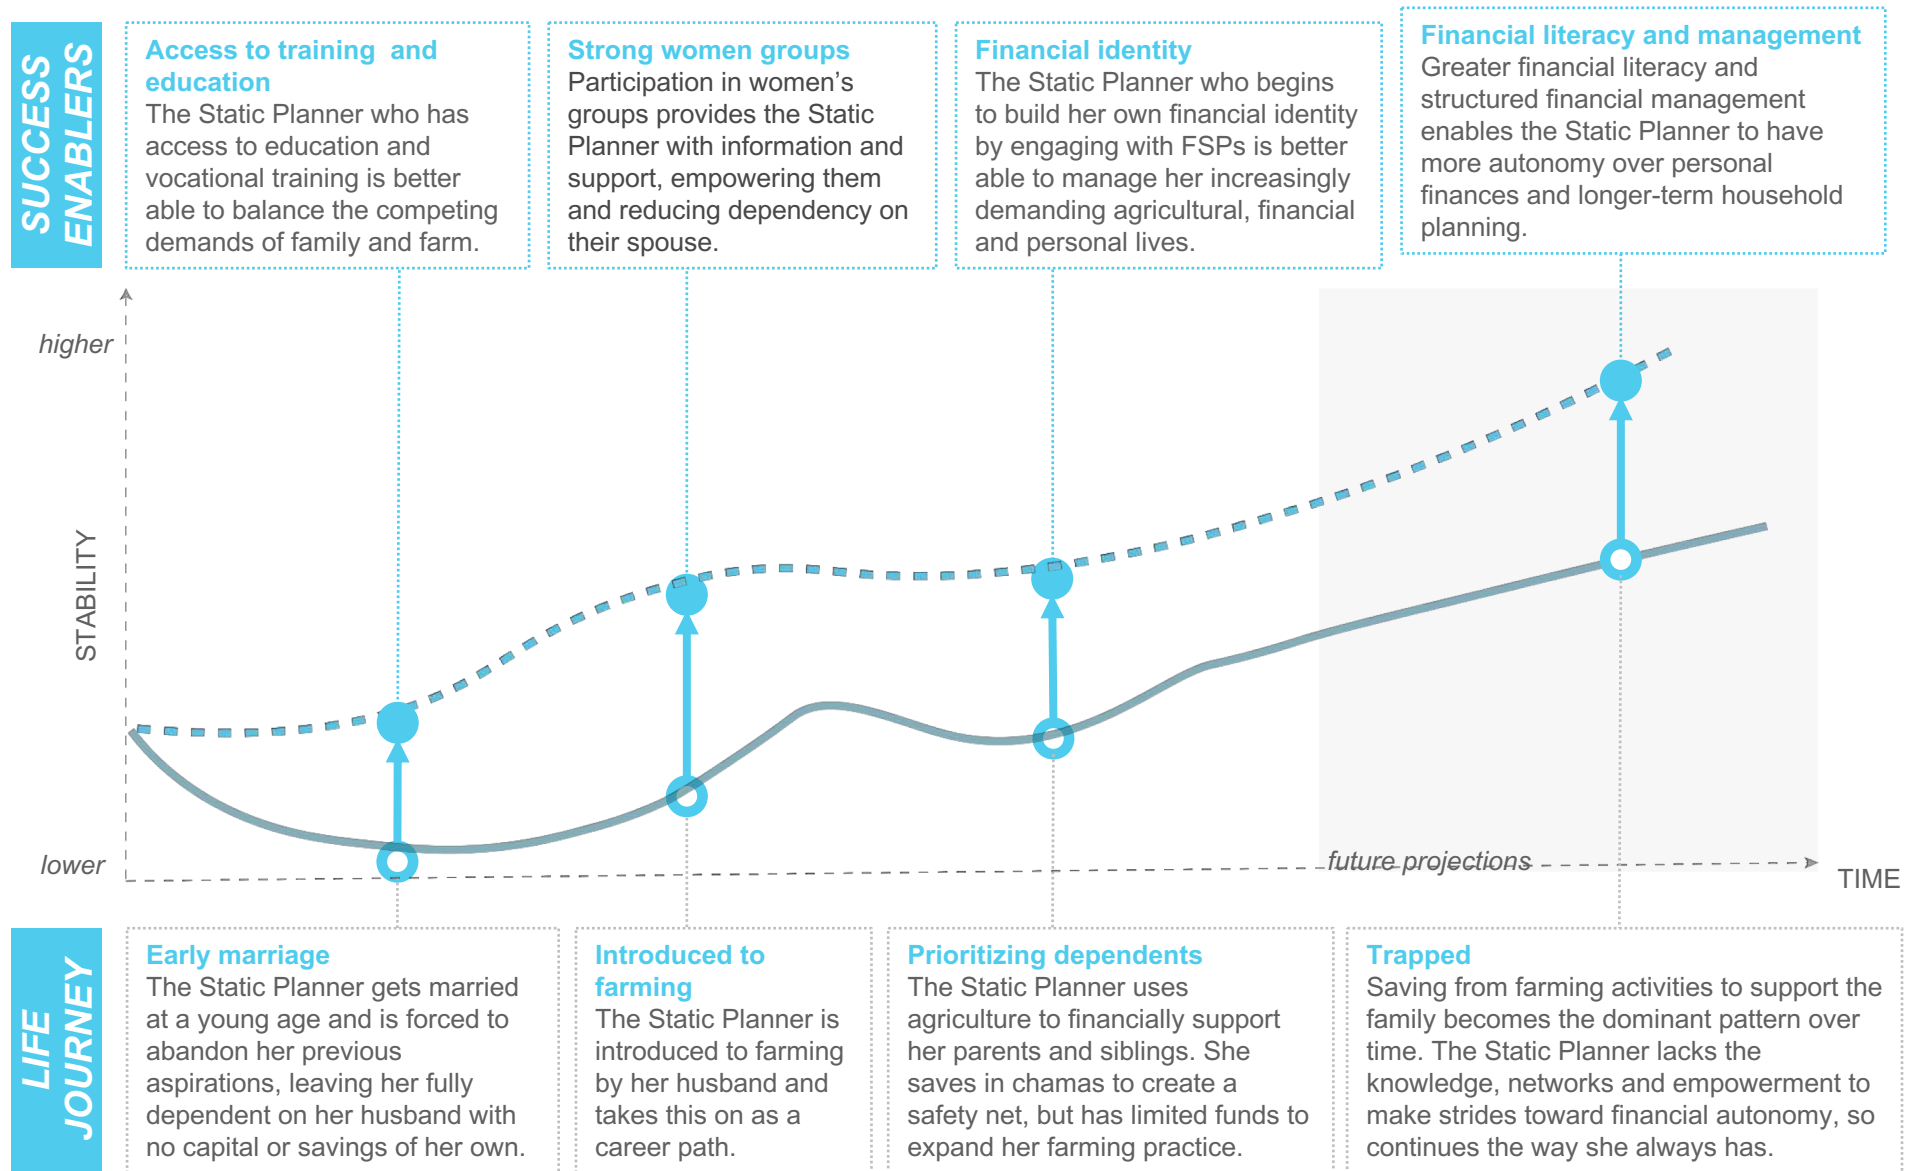 SUCCESS
ENABLERS
Access to training and
education
The Static Planner who has
access to education and
vocational training is better
able to balance the competing
demands of family and farm.
Strong women groups
Participation in women’s
groups provides the Static
Planner with information and
support, empowering them
and reducing dependency on
their spouse.
Financial identity
The Static Planner who begins
to build her own financial identity
by engaging with FSPs is better
able to manage her increasingly
demanding agricultural, financial
and personal lives.
Financial literacy and management
Greater financial literacy and
structured financial management
enables the Static Planner to have
more autonomy over personal
finances and longer-term household
planning.
higher
STABILITY
lower
future projections
TIME
LIFE
JOURNEY
Early marriage
The Static Planner gets married
at a young age and is forced to
abandon her previous
aspirations, leaving her fully
dependent on her husband with
no capital or savings of her own.
Introduced to
farming
The Static Planner is
introduced to farming
by her husband and
takes this on as a
career path.
Prioritizing dependents
The Static Planner uses
agriculture to financially support
her parents and siblings. She
saves in chamas to create a
safety net, but has limited funds to
expand her farming practice.
Trapped
Saving from farming activities to support the
family becomes the dominant pattern over
time. The Static Planner lacks the
knowledge, networks and empowerment to
make strides toward financial autonomy, so
continues the way she always has.